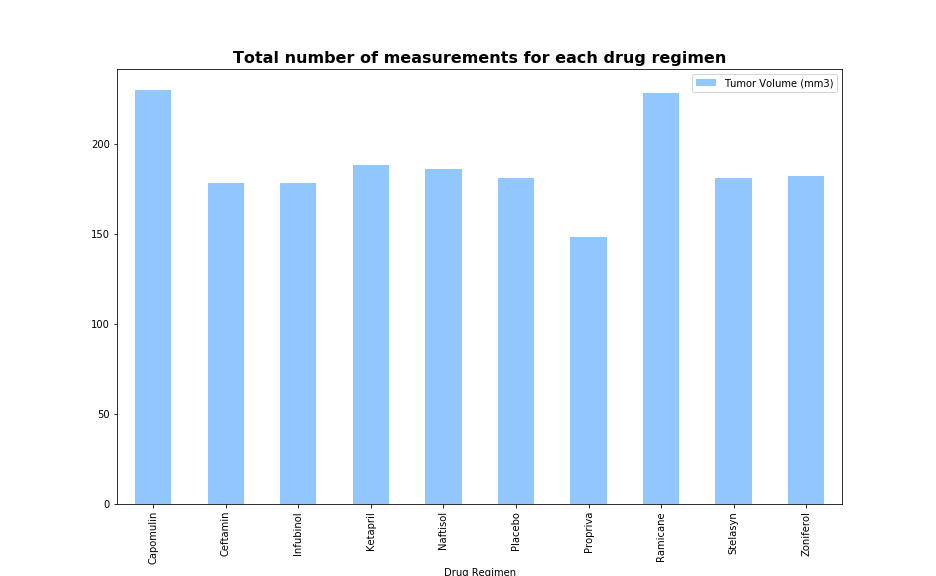 Total number of measurements for each drug regimen
Tumor Volume (mm3)
200
150
100
50
0
Capomulin
Ceftamin
Infubinol
Ketapril
Naftisol
Placebo
Propriva
Ramicane
Stelasyn
Zoniferol
Drug Regimen